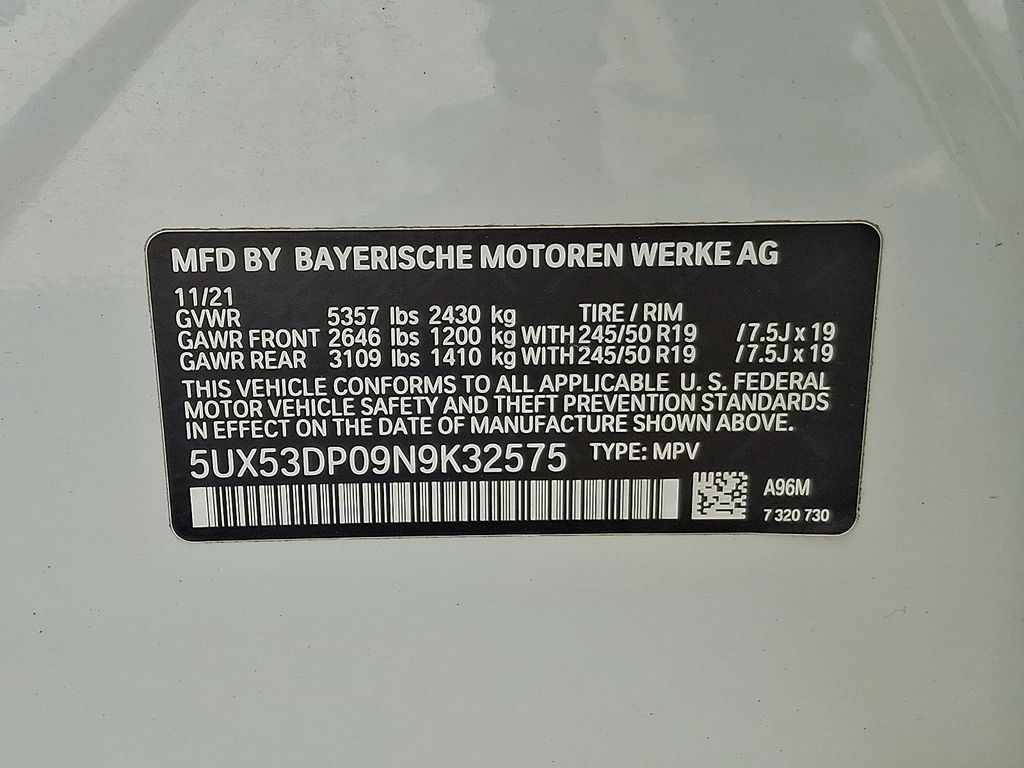 MFD BY BAYERISCHE MOTOREN WERKE AG
11/21
GVWR 5357 lbs 2430 kg TIRE / RIM
GAWR FRONT 2646 lbs 1200 kg WITH 245/50 R19 / 7.5J x 19
GAWR REAR 3109 lbs 1410 kg WITH 245/50 R19 / 7.5J x 19
THIS VEHICLE CONFORMS TO ALL APPLICABLE U. S. FEDERAL
MOTOR VEHICLE SAFETY AND THEFT PREVENTION STANDARDS
IN EFFECT ON THE DATE OF MANUFACTURE SHOWN ABOVE.
5UX53DP09N9K32575 TYPE: MPV
A96M
7 320 730